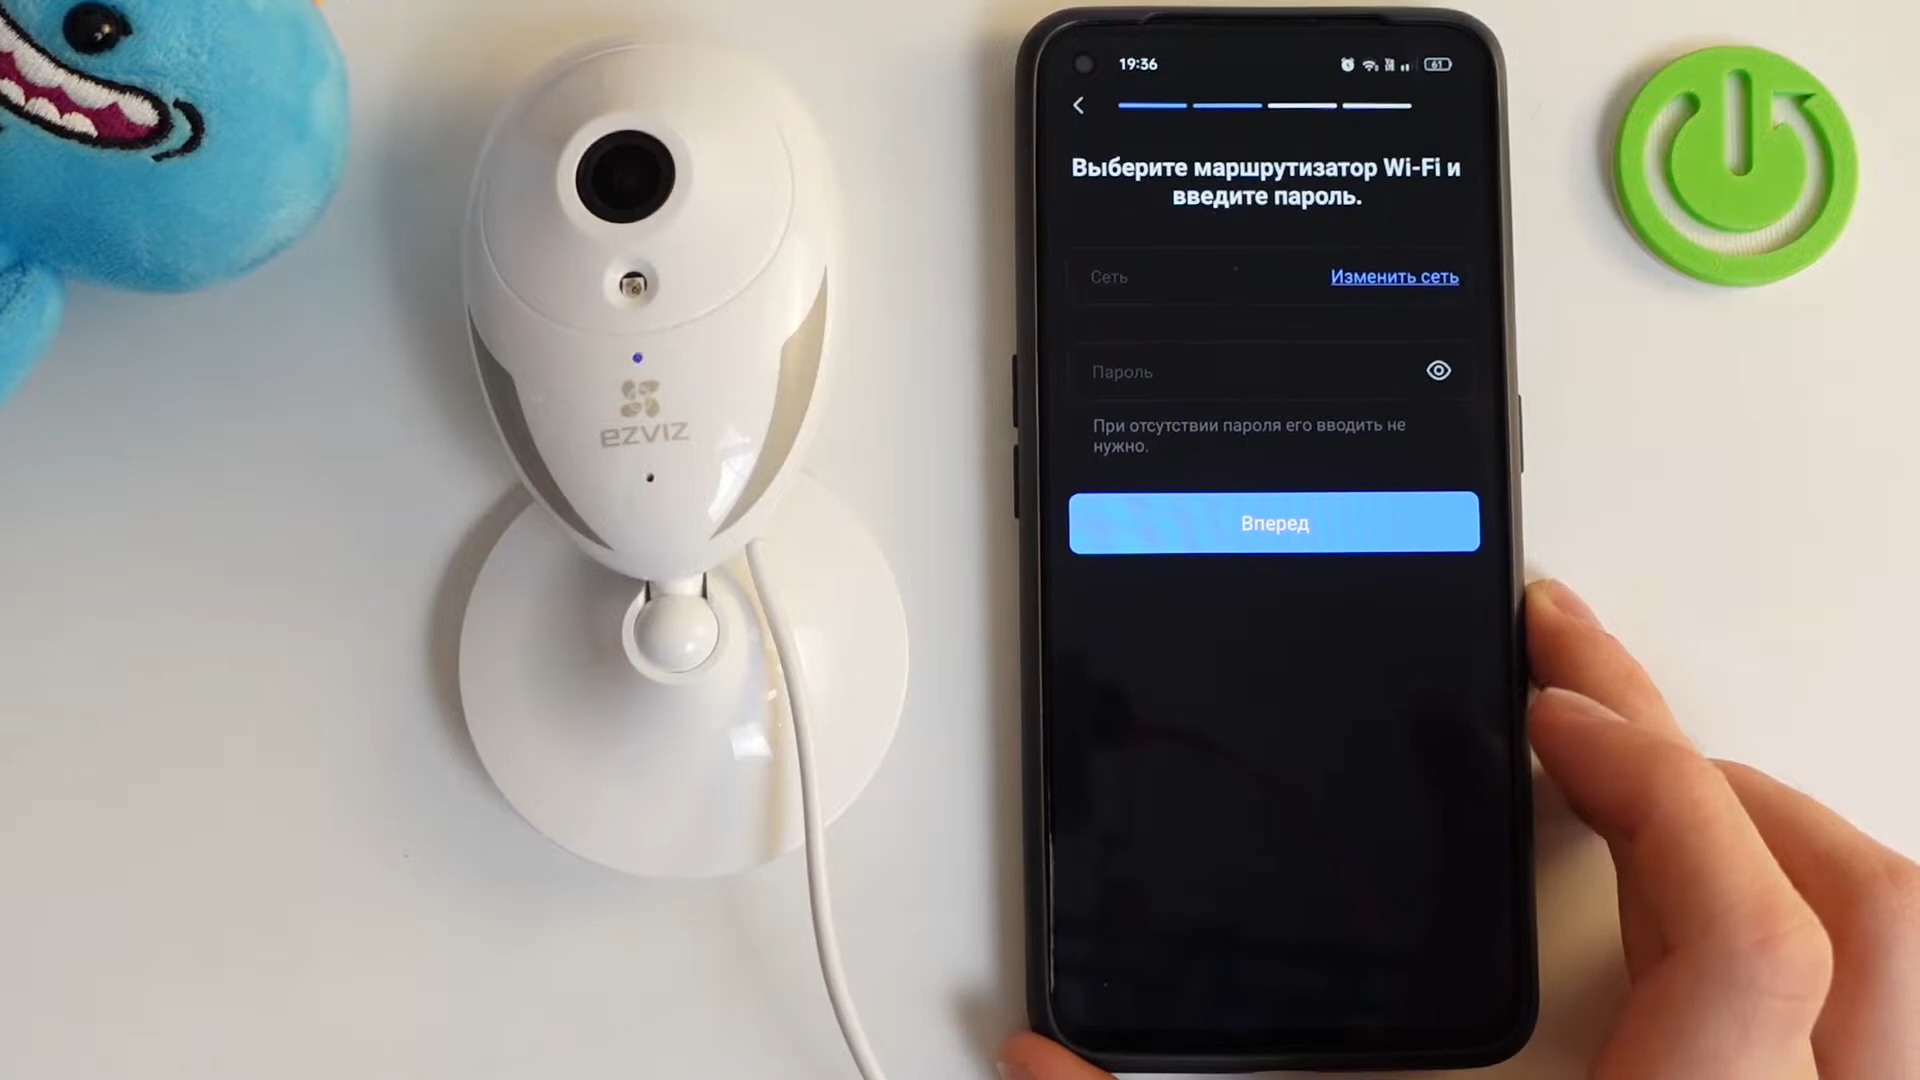 19:36
61
Выберите маршрутизатор Wi-Fi и
введите пароль.
Сеть
Изменить сеть
Пароль
При отсутствии пароля его вводить не
нужно.
Вперед
ezviz